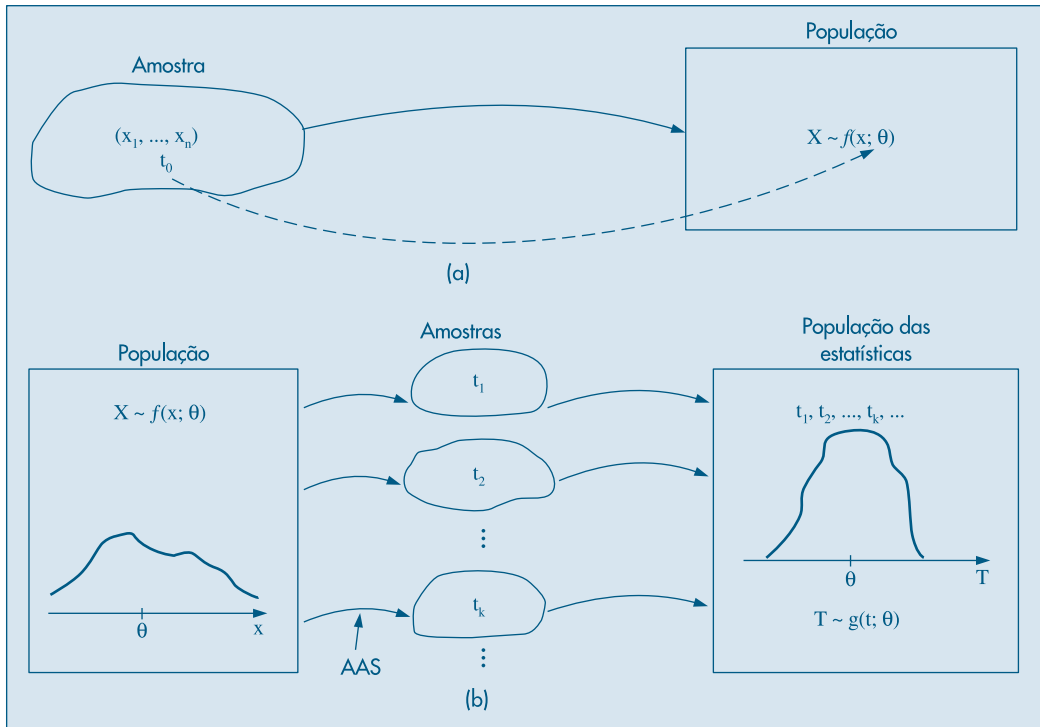 População
Amostra
(x₁, ..., xₙ)
t₀
X ~ f(x; θ)
(a)
População
Amostras
População das
estatísticas
X ~ f(x; θ)
θ
x
t₁
t₂
⋮
tₖ
⋮
AAS
t₁, t₂, ..., tₖ, ...
θ
T
T ~ g(t; θ)
(b)